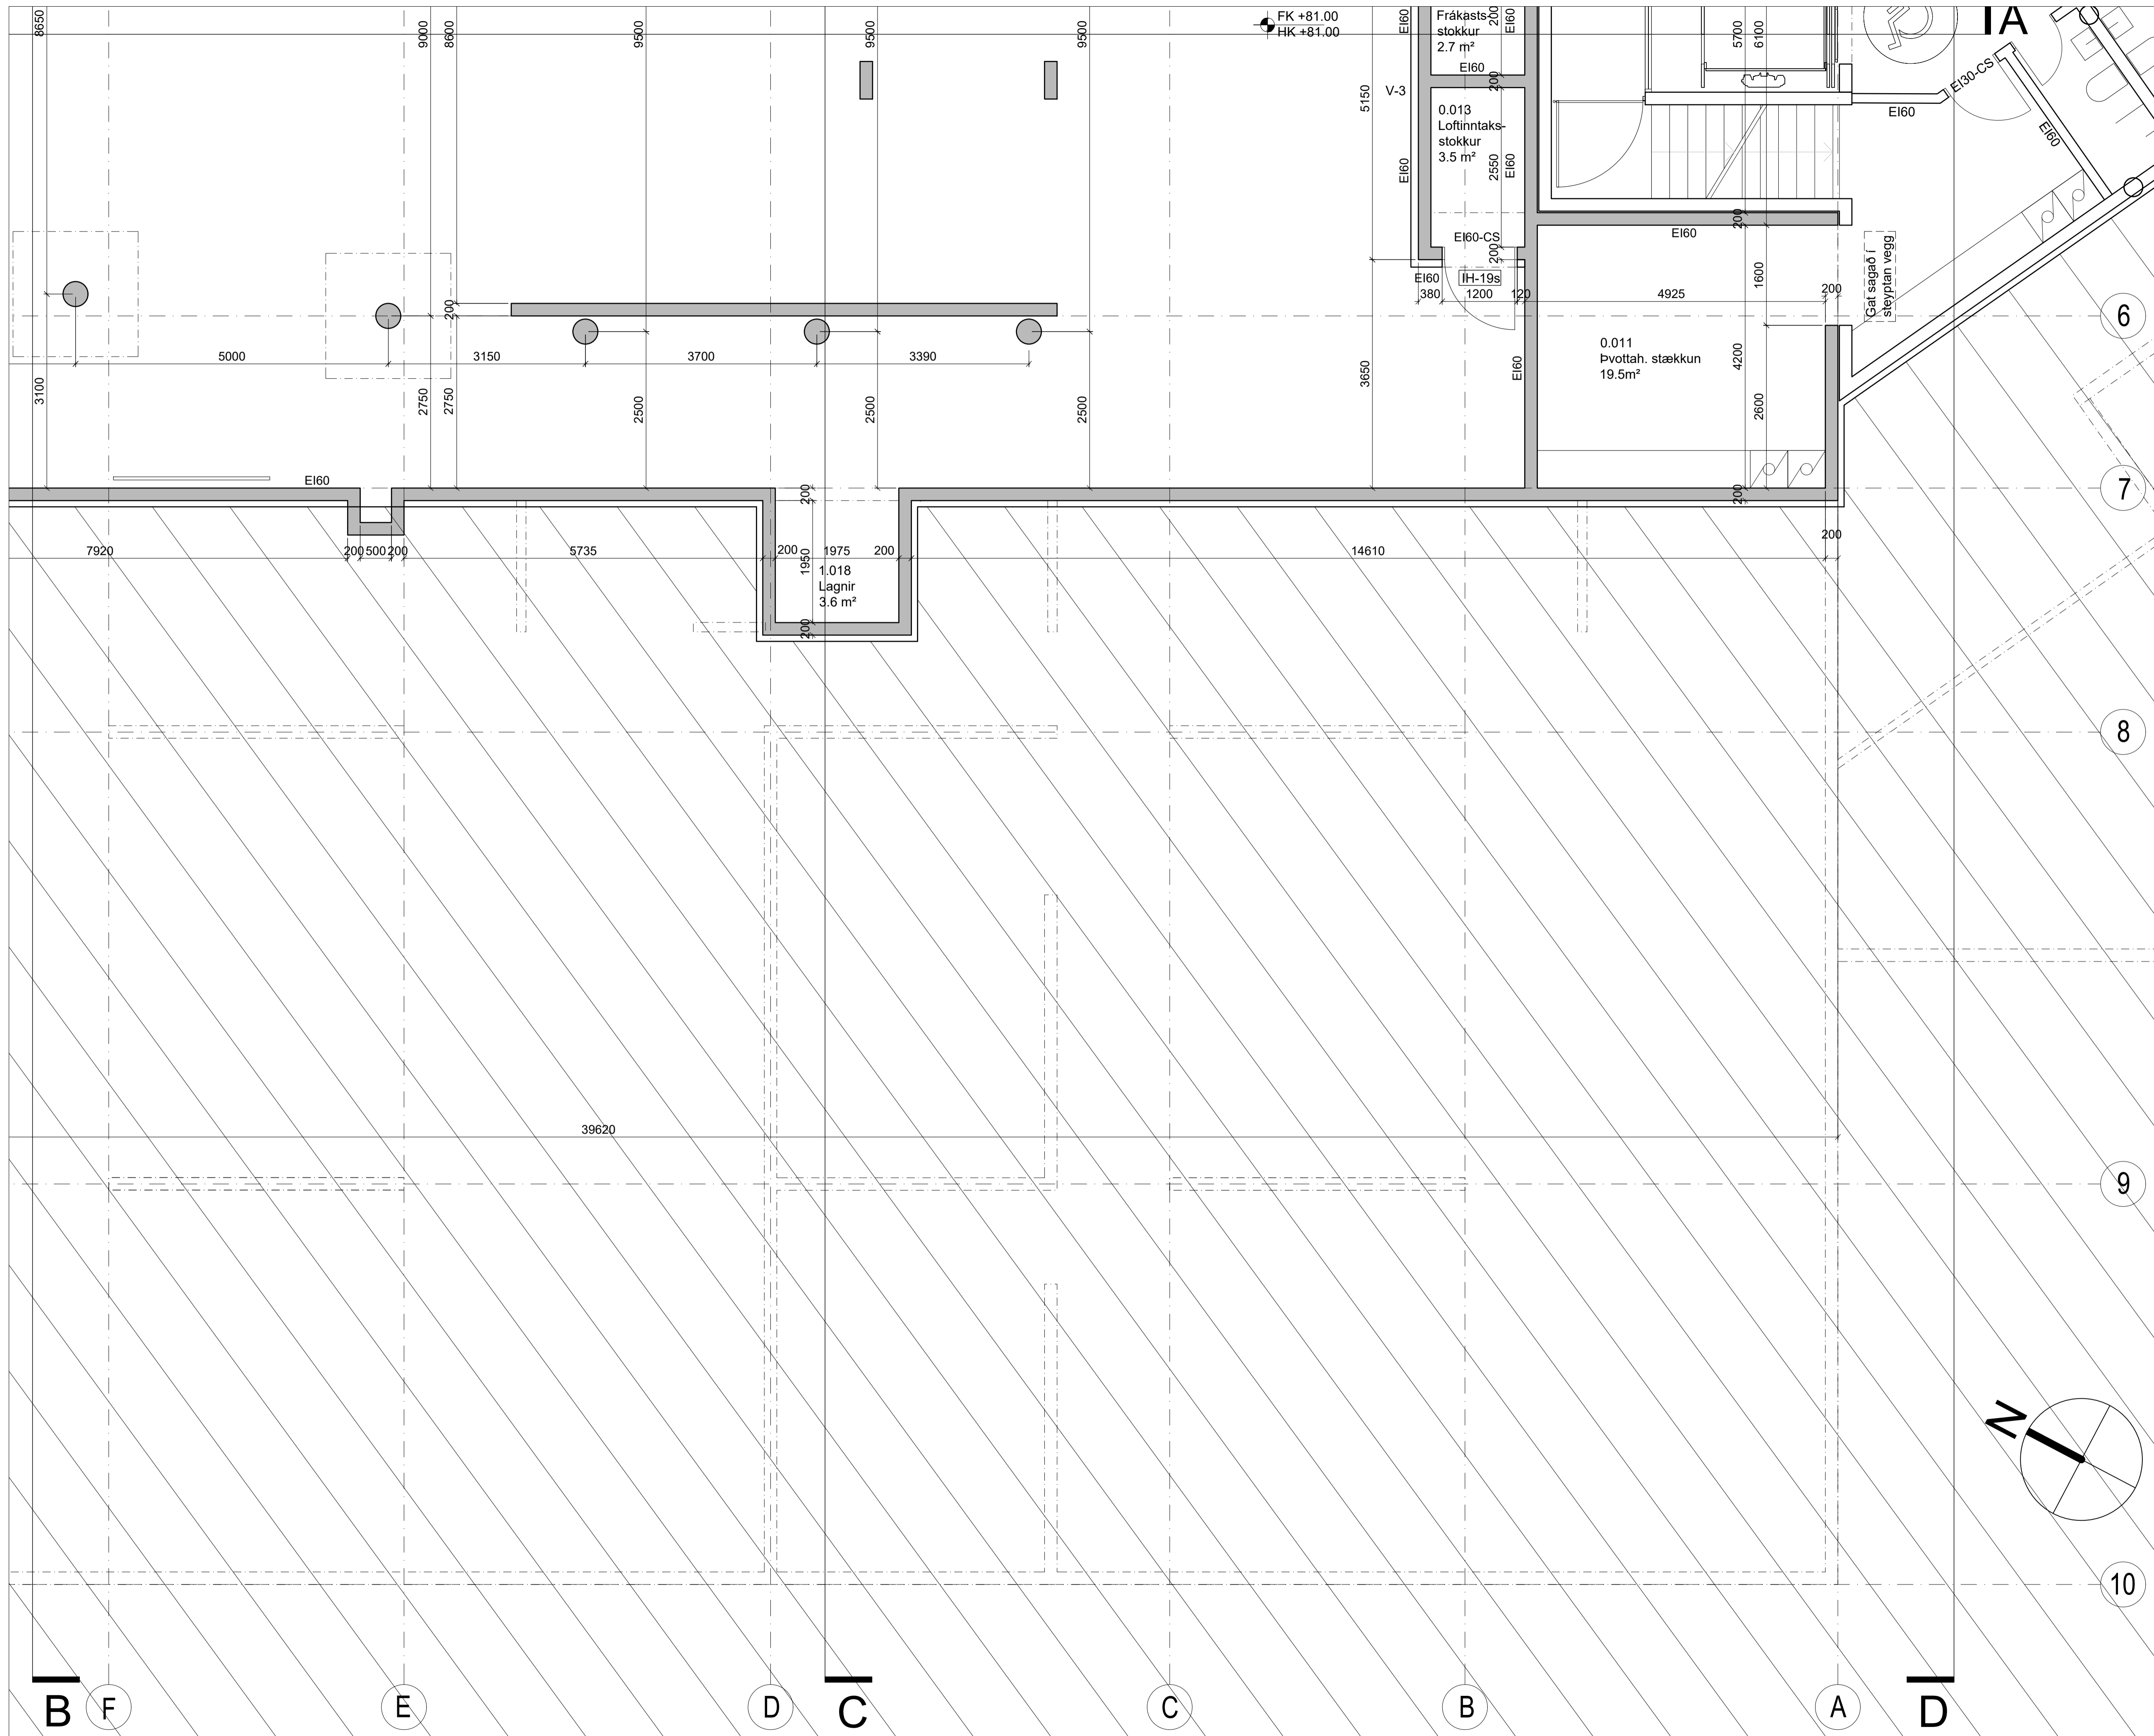 8650
9000
8600
9500
9500
9500
FK +81.00
HK +81.00
EI60
Frákasts-
stokkur
2.7 m²
200
EI60
5700
6100
A
EI60
200
V-3
5150
0.013
Loftinntaks-
stokkur
3.5 m²
EI60
2550
EI60
EI30-CS
EI60
EI60
EI60-CS
200
EI60
IH-19s
380
1200
120
200
EI60
1600
4925
200
Gat sagað í
steyptan vegg
6
200
5000
3150
3700
3390
3100
2750
2750
2500
2500
2500
3650
EI60
0.011
Þvottah. stækkun
19.5m²
4200
2600
EI60
200
200
7
7920
200
500
200
5735
200
1975
200
1950
14610
200
1.018
Lagnir
3.6 m²
200
8
39620
9
N
10
B
F
E
D
C
C
B
A
D